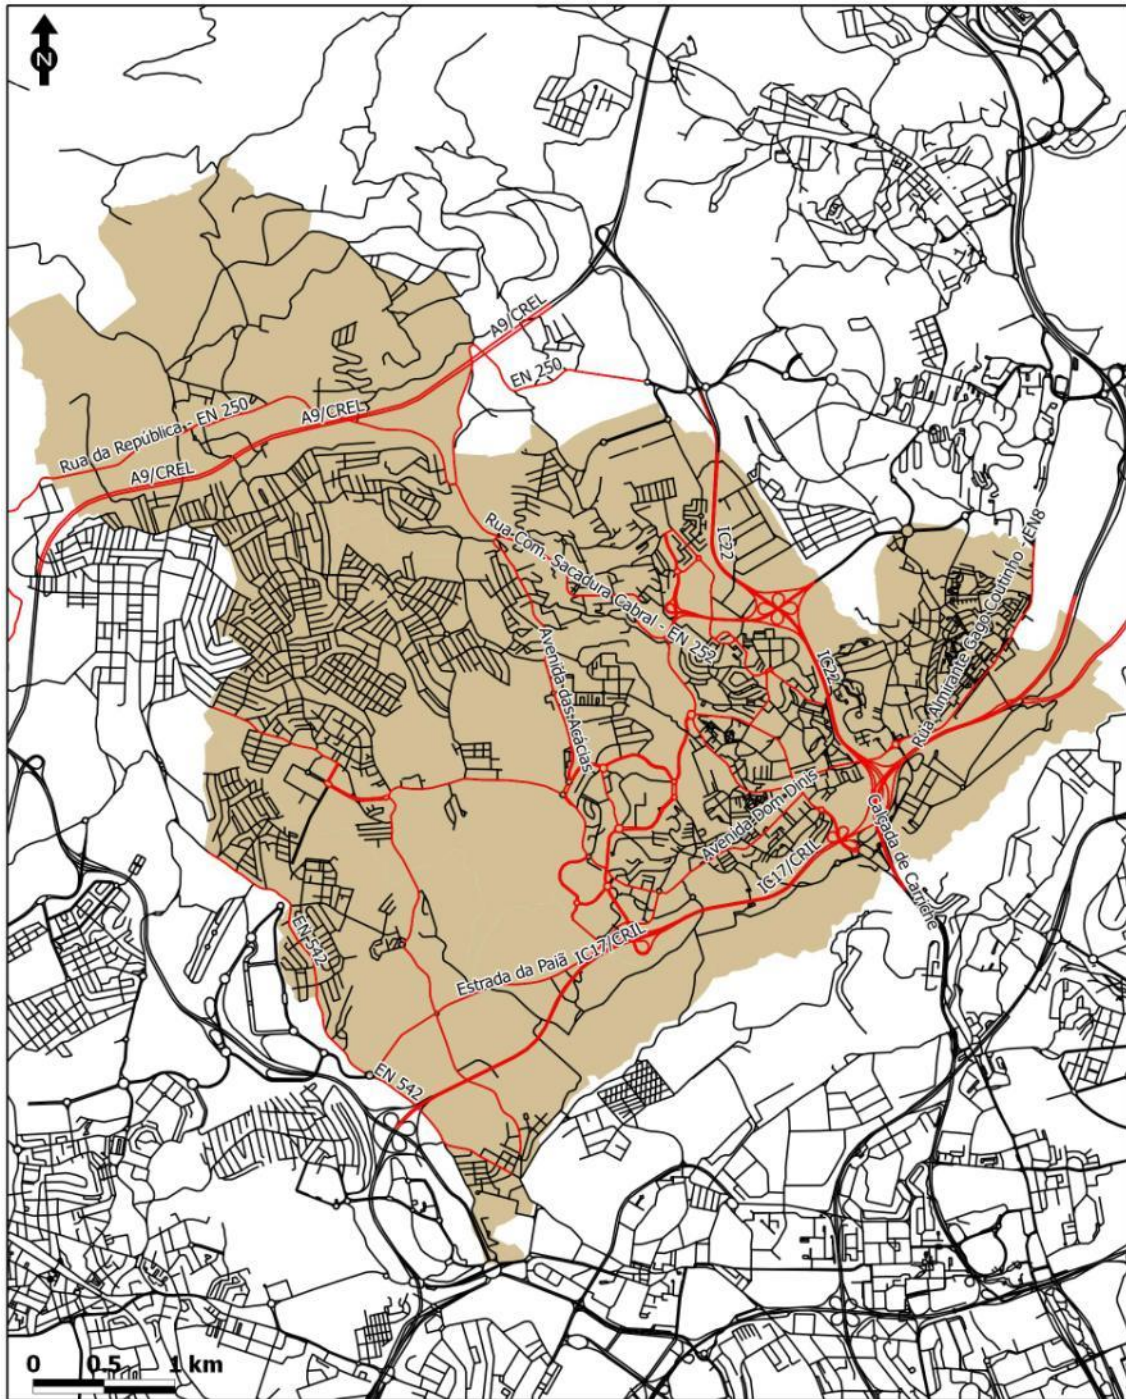 N
A9/CREL
EN 250
Rua da República - EN 250
A9/CREL
A9/CREL
Rua Com. Sacadura Cabral - EN 252
IC22
Rua Almirante Gago Coutinho - EN8
Avenida das Acácias
IC22
Avenida Dom Dinis
Calçada de Carriche
IC17/CRIL
EN 542
Estrada da Paiã
IC17/CRIL
EN 542
0 0.5 1 km